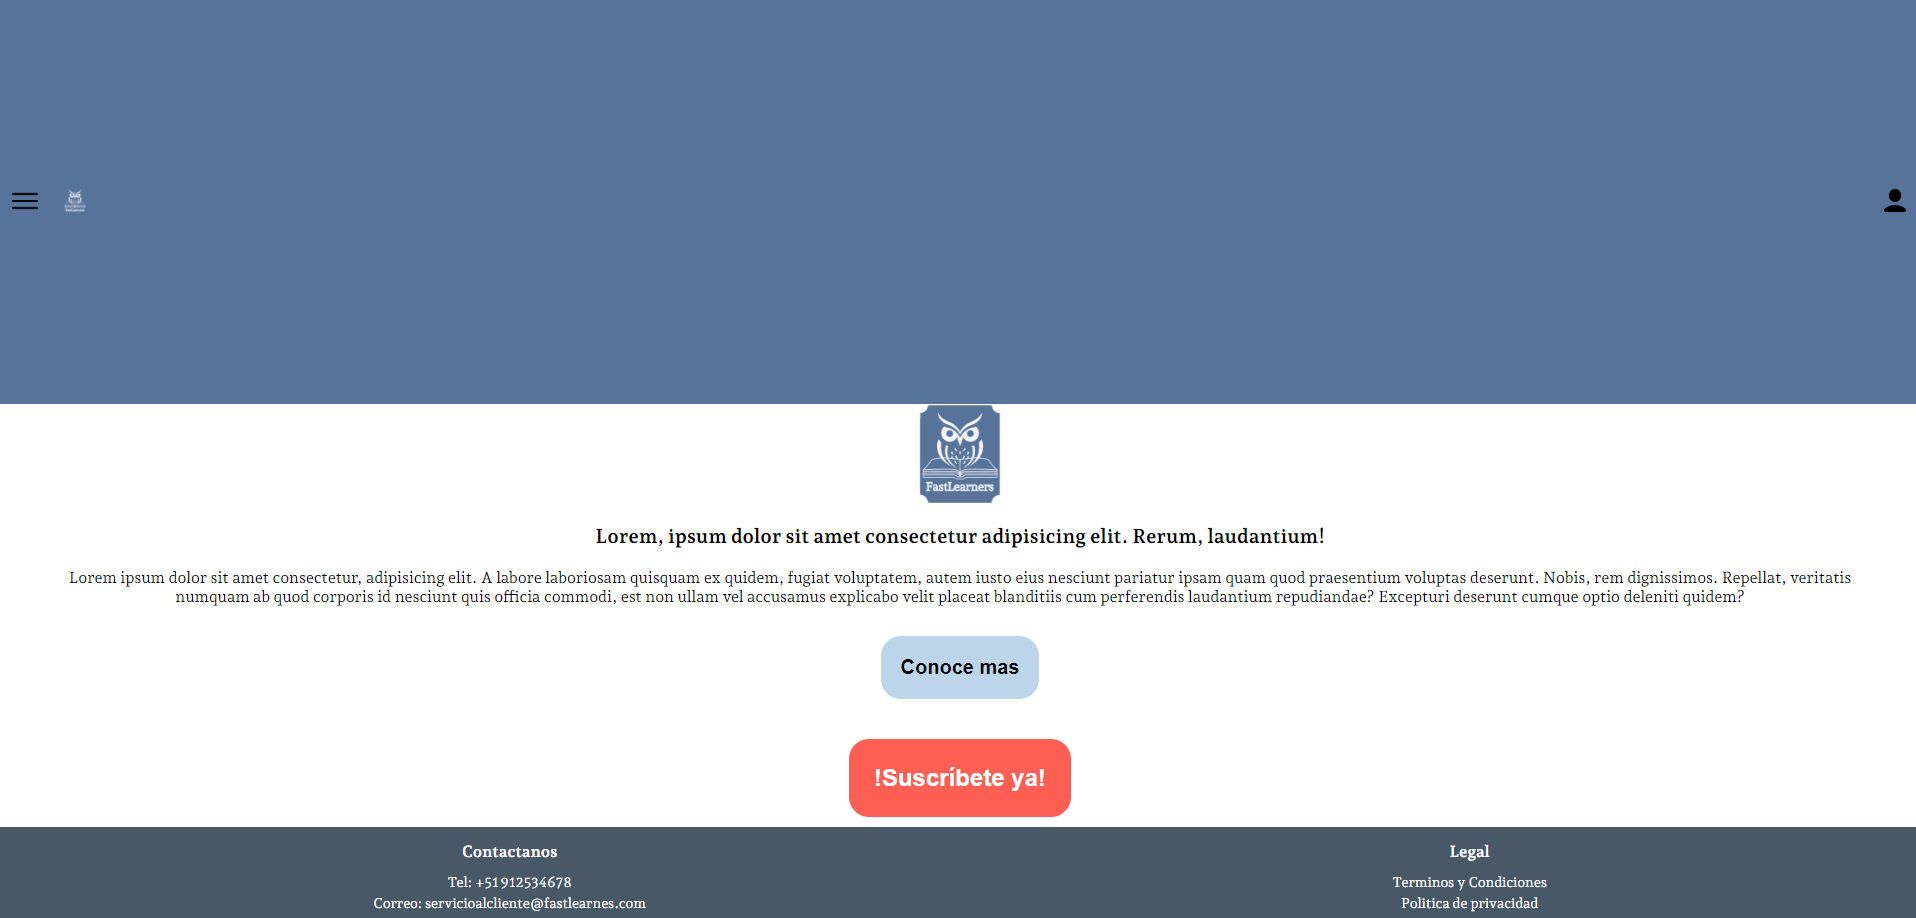 FastLearners
Lorem, ipsum dolor sit amet consectetur adipisicing elit. Rerum, laudantium!
Lorem ipsum dolor sit amet consectetur, adipisicing elit. A labore laboriosam quisquam ex quidem, fugiat voluptatem, autem iusto eius nesciunt pariatur ipsam quam quod praesentium voluptas deserunt. Nobis, rem dignissimos. Repellat, veritatis
numquam ab quod corporis id nesciunt quis officia commodi, est non ullam vel accusamus explicabo velit placeat blanditiis cum perferendis laudantium repudiandae? Excepturi deserunt cumque optio deleniti quidem?
Conoce mas
!Suscríbete ya!
Contactanos
Tel: +51 912534678
Correo: servicioalcliente@fastlearnes.com
Legal
Terminos y Condiciones
Politica de privacidad